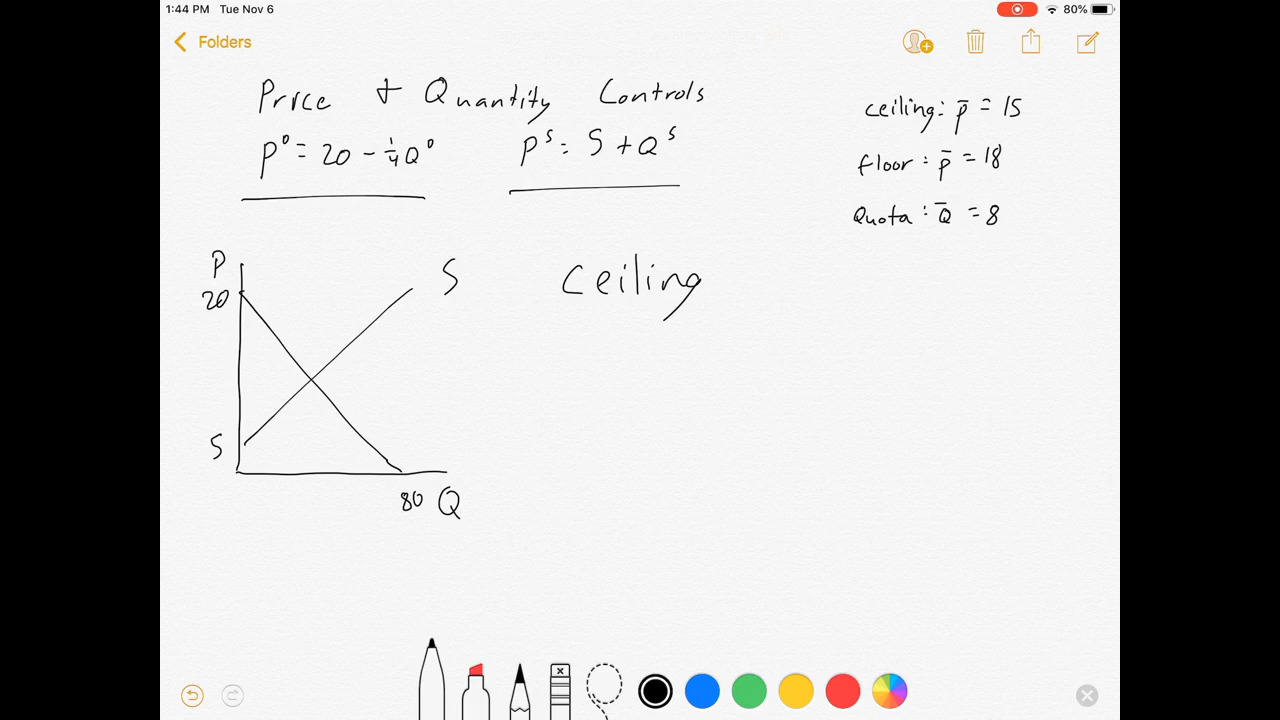 1:44 PM Tue Nov 6
80%
Folders
Price + Quantity Controls
P^D = 20 - 1/4 Q^D
P^S = 5 + Q^S
ceiling: p̄ = 15
floor: p̄ = 18
Quota: Q̄ = 8
P
20
S
ceiling
5
80 Q